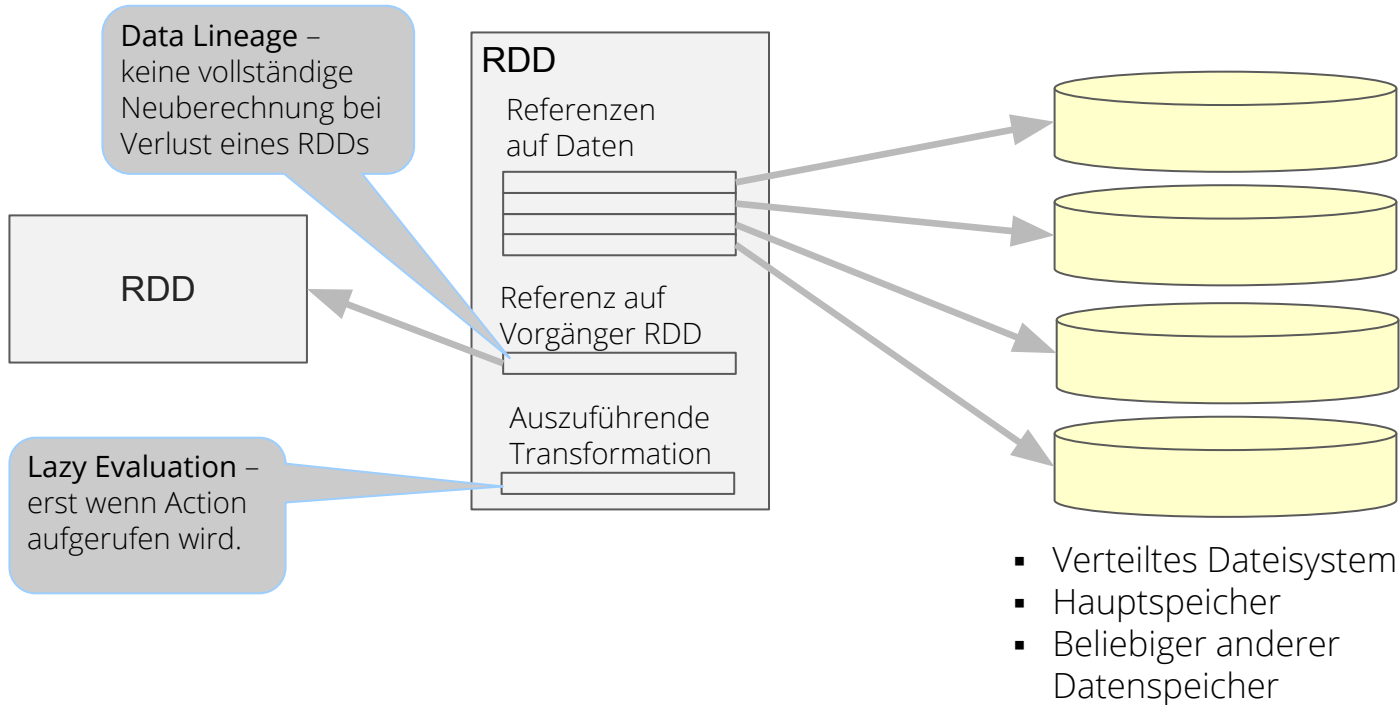 Data Lineage –
keine vollständige
Neuberechnung bei
Verlust eines RDDs
RDD
Referenzen
auf Daten
RDD
Referenz auf
Vorgänger RDD
Auszuführende
Transformation
Lazy Evaluation –
erst wenn Action
aufgerufen wird.
▪ Verteiltes Dateisystem
▪ Hauptspeicher
▪ Beliebiger anderer
Datenspeicher